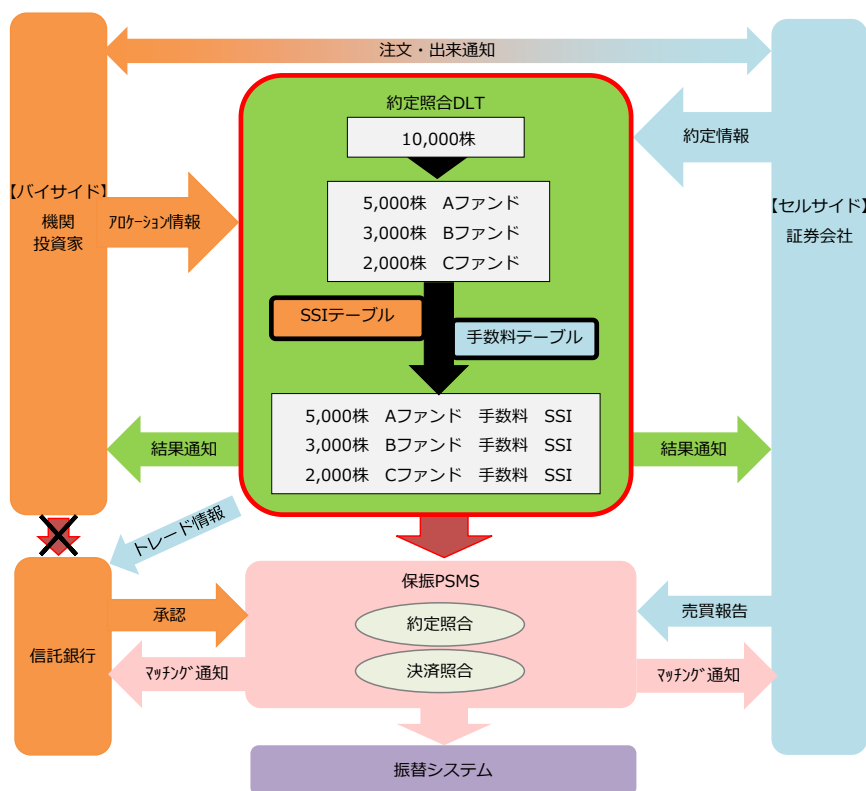 注文・出来通知
約定照合DLT
10,000株
約定情報
5,000株 Aファンド
3,000株 Bファンド
2,000株 Cファンド
【バイサイド】
機関
投資家
ｱﾛｹｰｼｮﾝ情報
【セルサイド】
証券会社
SSIテーブル
手数料テーブル
5,000株 Aファンド 手数料 SSI
3,000株 Bファンド 手数料 SSI
2,000株 Cファンド 手数料 SSI
結果通知
結果通知
トレード情報
保振PSMS
承認
約定照合
売買報告
信託銀行
ﾏｯﾁﾝｸﾞ通知
決済照合
ﾏｯﾁﾝｸﾞ通知
振替システム